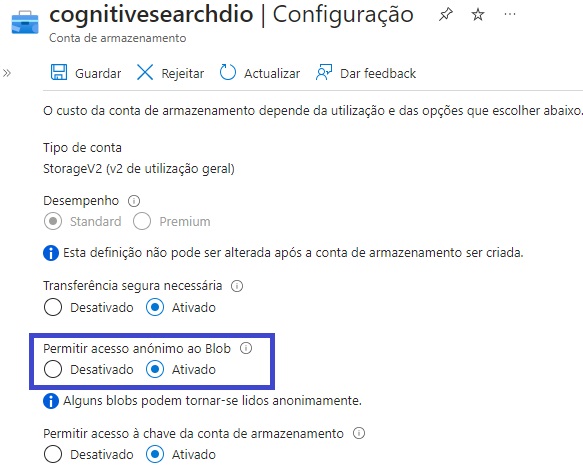 cognitivesearchdio | Configuração
Conta de armazenamento
Guardar Rejeitar Actualizar Dar feedback
O custo da conta de armazenamento depende da utilização e das opções que escolher abaixo.
Tipo de conta
StorageV2 (v2 de utilização geral)
Desempenho
Standard Premium
Esta definição não pode ser alterada após a conta de armazenamento ser criada.
Transferência segura necessária
Desativado Ativado
Permitir acesso anónimo ao Blob
Desativado Ativado
Alguns blobs podem tornar-se lidos anonimamente.
Permitir acesso à chave da conta de armazenamento
Desativado Ativado